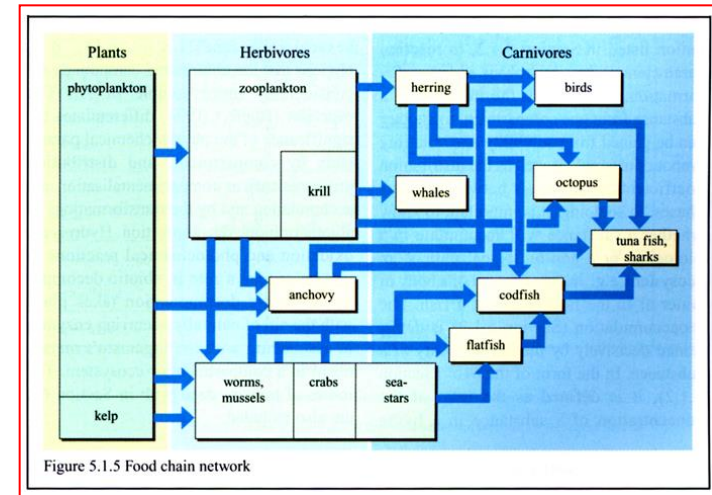 Plants
Herbivores
Carnivores
phytoplankton
zooplankton
herring
birds
krill
whales
octopus
tuna fish,
sharks
anchovy
codfish
flatfish
worms,
mussels
crabs
sea-
stars
kelp
Figure 5.1.5 Food chain network